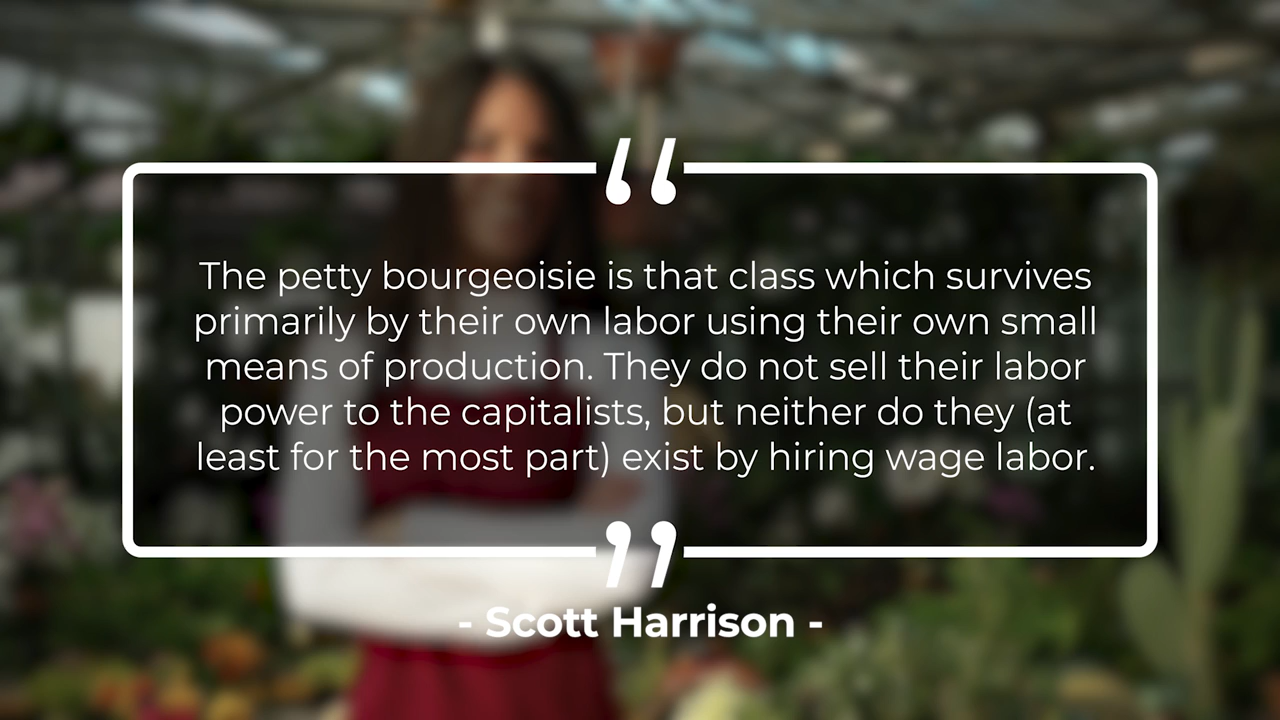 “
The petty bourgeoisie is that class which survives
primarily by their own labor using their own small
means of production. They do not sell their labor
power to the capitalists, but neither do they (at
least for the most part) exist by hiring wage labor.
”
- Scott Harrison -